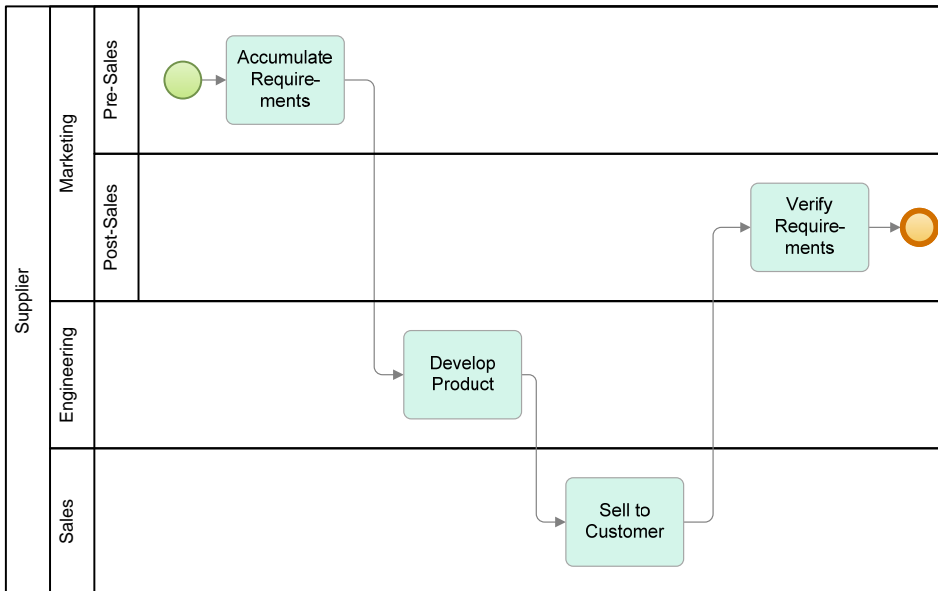 Supplier
Marketing
Pre-Sales
Accumulate
Require-
ments
Post-Sales
Verify
Require-
ments
Engineering
Develop
Product
Sales
Sell to
Customer